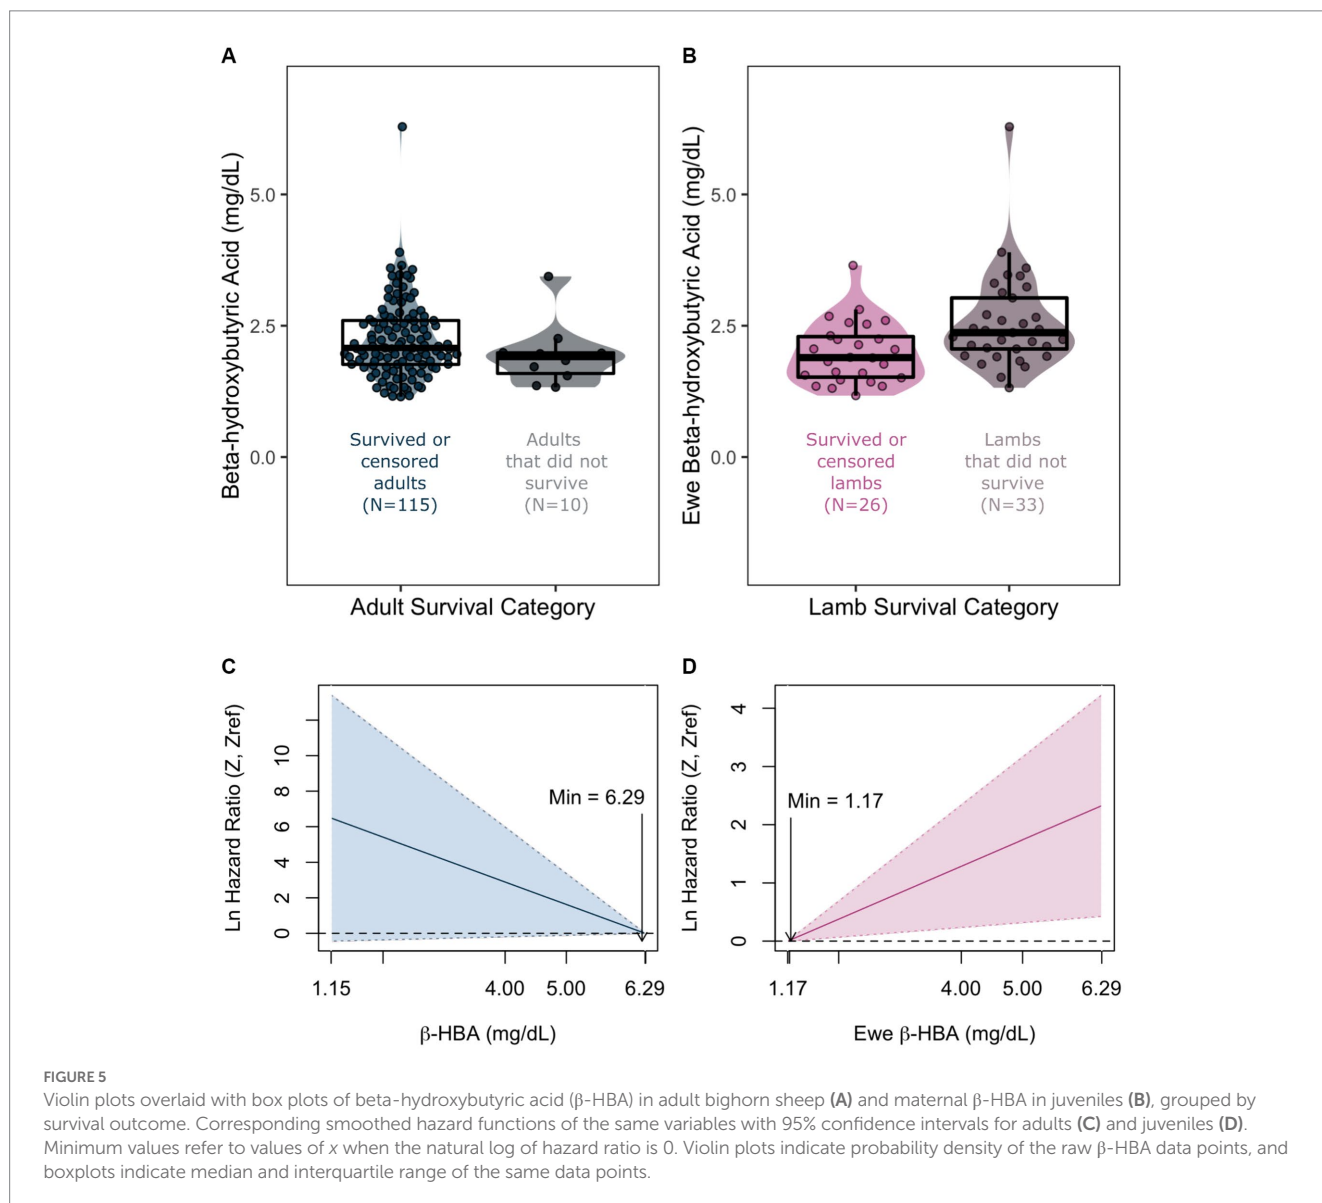 A
Beta-hydroxybutyric Acid (mg/dL)
5.0
2.5
0.0
Survived or
censored
adults
(N=115)
Adults
that did not
survive
(N=10)
Adult Survival Category
B
Ewe Beta-hydroxybutyric Acid (mg/dL)
5.0
2.5
0.0
Survived or
censored
lambs
(N=26)
Lambs
that did not
survive
(N=33)
Lamb Survival Category
C
Ln Hazard Ratio (Z, Zref)
10
8
6
4
2
0
Min = 6.29
1.15 4.00 5.00 6.29
β-HBA (mg/dL)
D
Ln Hazard Ratio (Z, Zref)
4
3
2
1
0
Min = 1.17
1.17 4.00 5.00 6.29
Ewe β-HBA (mg/dL)
FIGURE 5
Violin plots overlaid with box plots of beta-hydroxybutyric acid (β-HBA) in adult bighorn sheep (A) and maternal β-HBA in juveniles (B), grouped by
survival outcome. Corresponding smoothed hazard functions of the same variables with 95% confidence intervals for adults (C) and juveniles (D).
Minimum values refer to values of x when the natural log of hazard ratio is 0. Violin plots indicate probability density of the raw β-HBA data points, and
boxplots indicate median and interquartile range of the same data points.